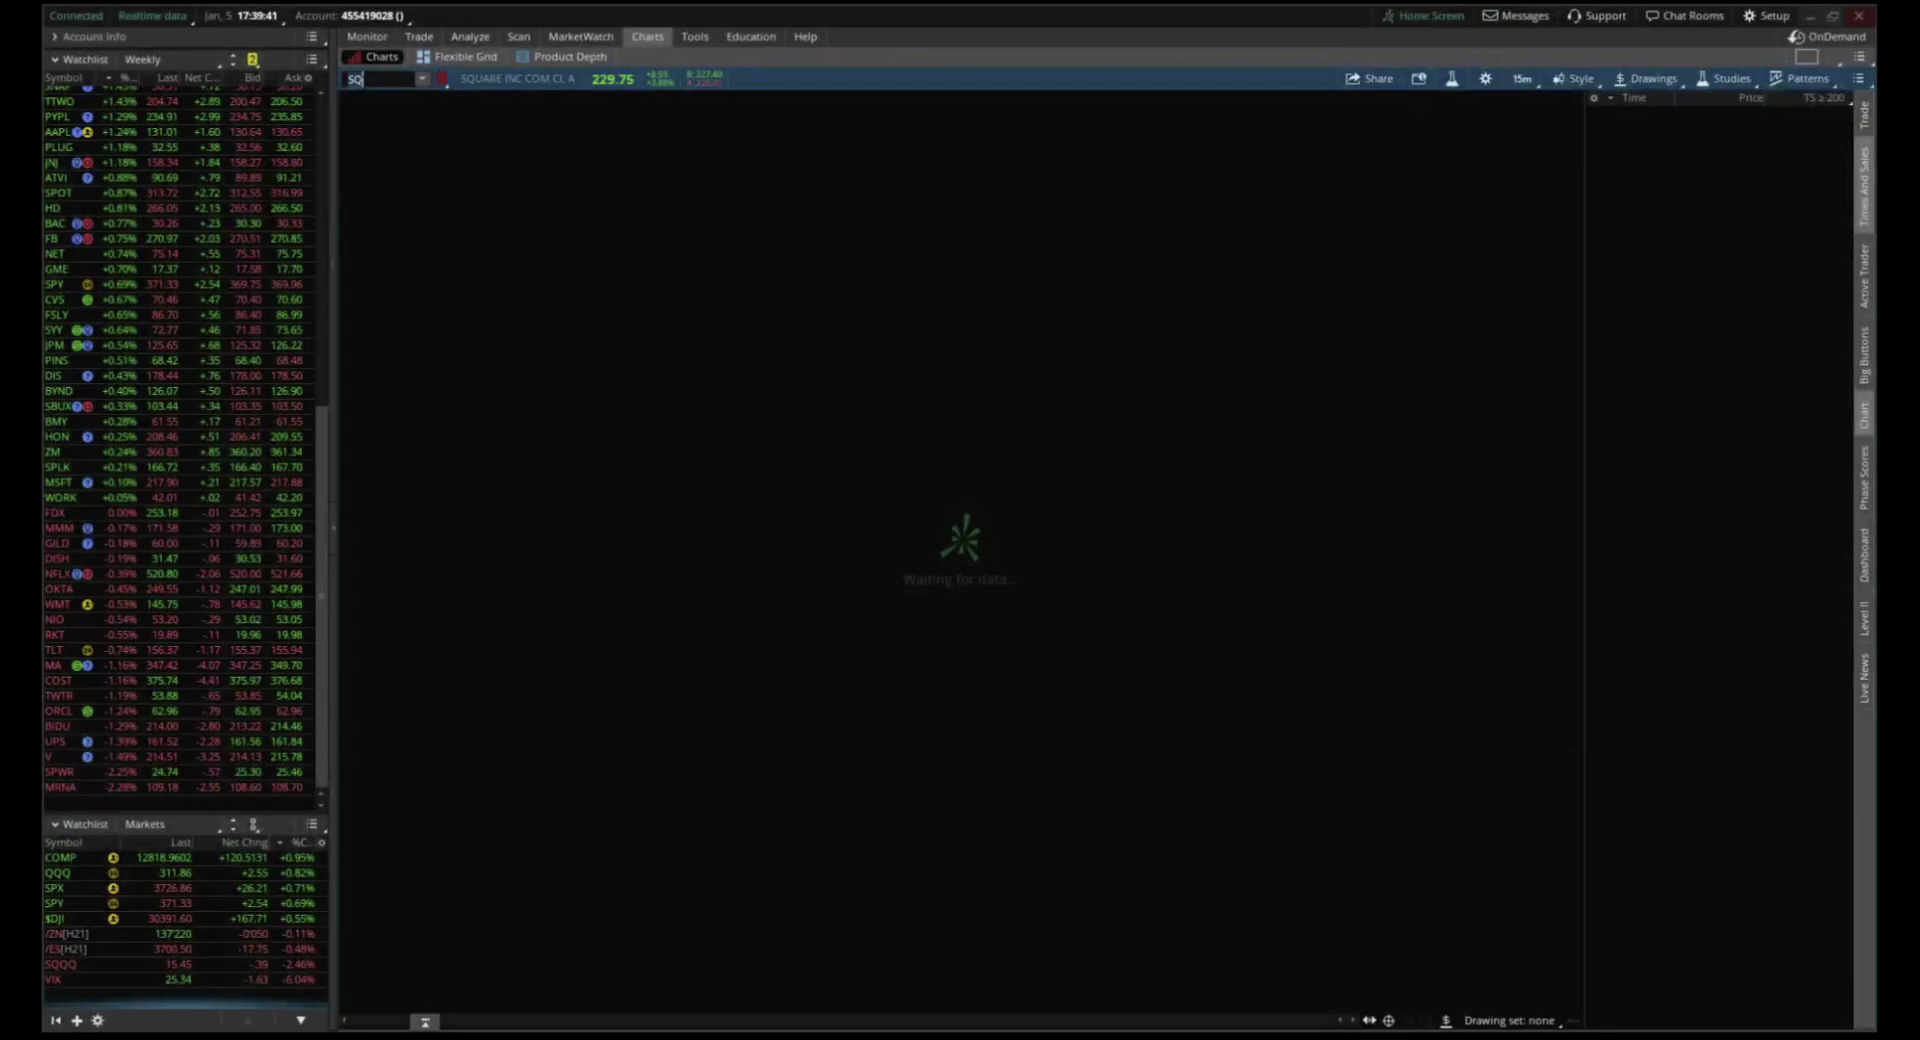 Connected Realtime data Jan, 5 17:39:41 Account: 455419028 () Home Screen Messages Support Chat Rooms Setup
Account Info Monitor Trade Analyze Scan MarketWatch Charts Tools Education Help OnDemand
Watchlist Weekly 2 Charts Flexible Grid Product Depth
SQ SQUARE INC COM CL A 229.75 +8.55 +3.88% B: 227.40 Share 15m Style Drawings Studies Patterns
Symbol %... Last Net C... Bid Ask
Time Price TS ≥ 200
TTWO +1.43% 204.74 +2.89 200.47 206.50
PYPL +1.29% 234.91 +2.99 234.75 235.85
AAPL +1.24% 131.01 +1.60 130.64 130.65
PLUG +1.18% 32.55 +.38 32.56 32.60
JNJ +1.18% 158.34 +1.84 158.27 158.80
ATVI +0.88% 90.69 +.79 89.89 91.21
SPOT +0.87% 313.72 +2.72 312.55 316.99
HD +0.81% 266.05 +2.13 265.00 266.50
BAC +0.77% 30.26 +.23 30.30 30.33
FB +0.75% 270.97 +2.03 270.51 270.85
NET +0.74% 75.14 +.55 75.31 75.75
GME +0.70% 17.37 +.12 17.58 17.70
SPY +0.69% 371.33 +2.54 369.75 369.96
CVS +0.67% 70.46 +.47 70.40 70.60
FSLY +0.65% 86.70 +.56 86.40 86.99
SYY +0.64% 72.77 +.46 71.85 73.65
JPM +0.54% 125.65 +.68 125.32 126.22
PINS +0.51% 68.42 +.35 68.40 68.48
DIS +0.43% 178.44 +.76 178.00 178.50
BYND +0.40% 126.07 +.50 126.11 126.90
SBUX +0.33% 103.44 +.34 103.35 103.50
BMY +0.28% 61.55 +.17 61.21 61.55
HON +0.25% 208.46 +.51 206.41 209.55
ZM +0.24% 360.83 +.85 360.20 361.34
SPLK +0.21% 166.72 +.35 166.40 167.70
MSFT +0.10% 217.90 +.21 217.57 217.88
WORK +0.05% 42.01 +.02 41.42 42.20
FDX 0.00% 253.18 -.01 252.75 253.97
MMM -0.17% 171.58 -.29 171.00 173.00
GILD -0.18% 60.00 -.11 59.89 60.20
DISH -0.19% 31.47 -.06 30.53 31.60
NFLX -0.39% 520.80 -2.06 520.00 521.66
OKTA -0.45% 249.55 -1.12 247.01 247.99
WMT -0.53% 145.75 -.78 145.62 145.98
NIO -0.54% 53.20 -.29 53.02 53.05
RKT -0.55% 19.89 -.11 19.96 19.98
TLT -0.74% 156.37 -1.17 155.37 155.94
MA -1.16% 347.42 -4.07 347.25 349.70
COST -1.16% 375.74 -4.41 375.97 376.68
TWTR -1.19% 53.88 -.65 53.85 54.04
ORCL -1.24% 62.96 -.79 62.95 62.96
BIDU -1.29% 214.00 -2.80 213.22 214.46
UPS -1.39% 161.52 -2.28 161.56 161.84
V -1.49% 214.51 -3.25 214.13 215.78
SPWR -2.25% 24.74 -.57 25.30 25.46
MRNA -2.28% 109.18 -2.55 108.60 108.70
Waiting for data...
Watchlist Markets
Symbol Last Net Chng %C...
COMP 12818.9602 +120.5131 +0.95%
QQQ 311.86 +2.55 +0.82%
SPX 3726.86 +26.21 +0.71%
SPY 371.33 +2.54 +0.69%
$DJI 30391.60 +167.71 +0.55%
/ZN[H21] 137'220 -0'050 -0.11%
/ES[H21] 3700.50 -17.75 -0.48%
SQQQ 15.45 -.39 -2.46%
VIX 25.34 -1.63 -6.04%
Drawing set: none
Trade
Times And Sales
Active Trader
Big Buttons
Chart
Phase Scores
Dashboard
Level II
Live News